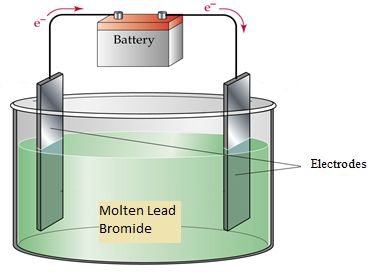 e⁻
e⁻
Battery
Electrodes
Molten Lead
Bromide